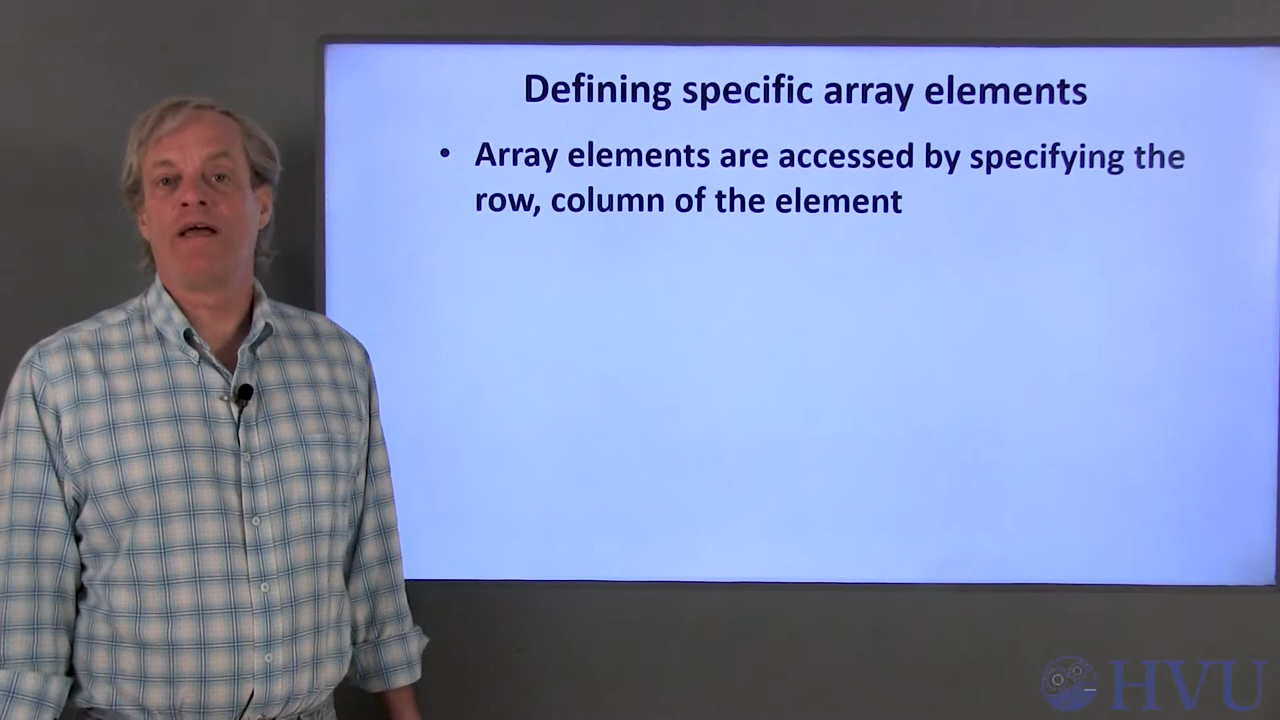 Defining specific array elements
• Array elements are accessed by specifying the
row, column of the element
HVU